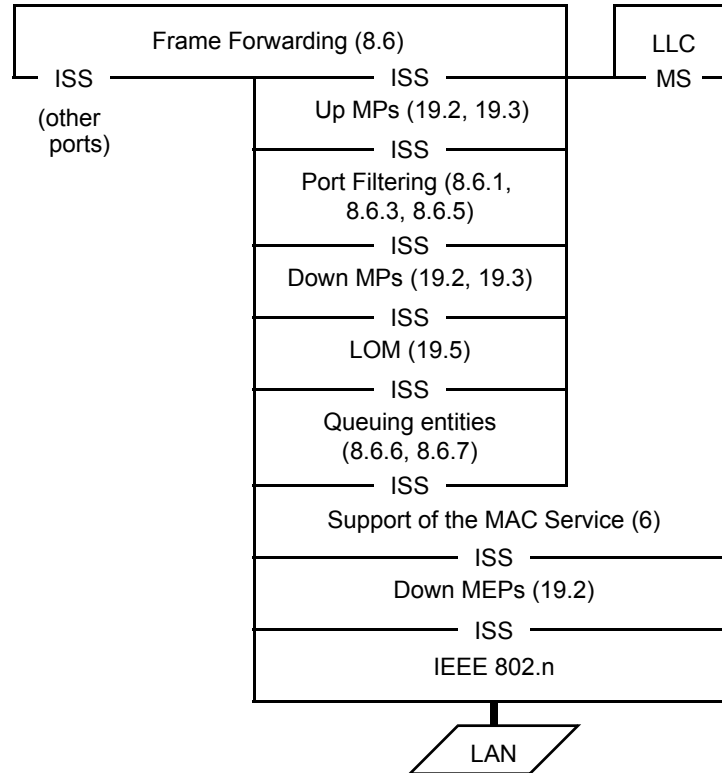 Frame Forwarding (8.6)
LLC
ISS
ISS
MS
(other
ports)
Up MPs (19.2, 19.3)
ISS
Port Filtering (8.6.1,
8.6.3, 8.6.5)
ISS
Down MPs (19.2, 19.3)
ISS
LOM (19.5)
ISS
Queuing entities
(8.6.6, 8.6.7)
ISS
Support of the MAC Service (6)
ISS
Down MEPs (19.2)
ISS
IEEE 802.n
LAN